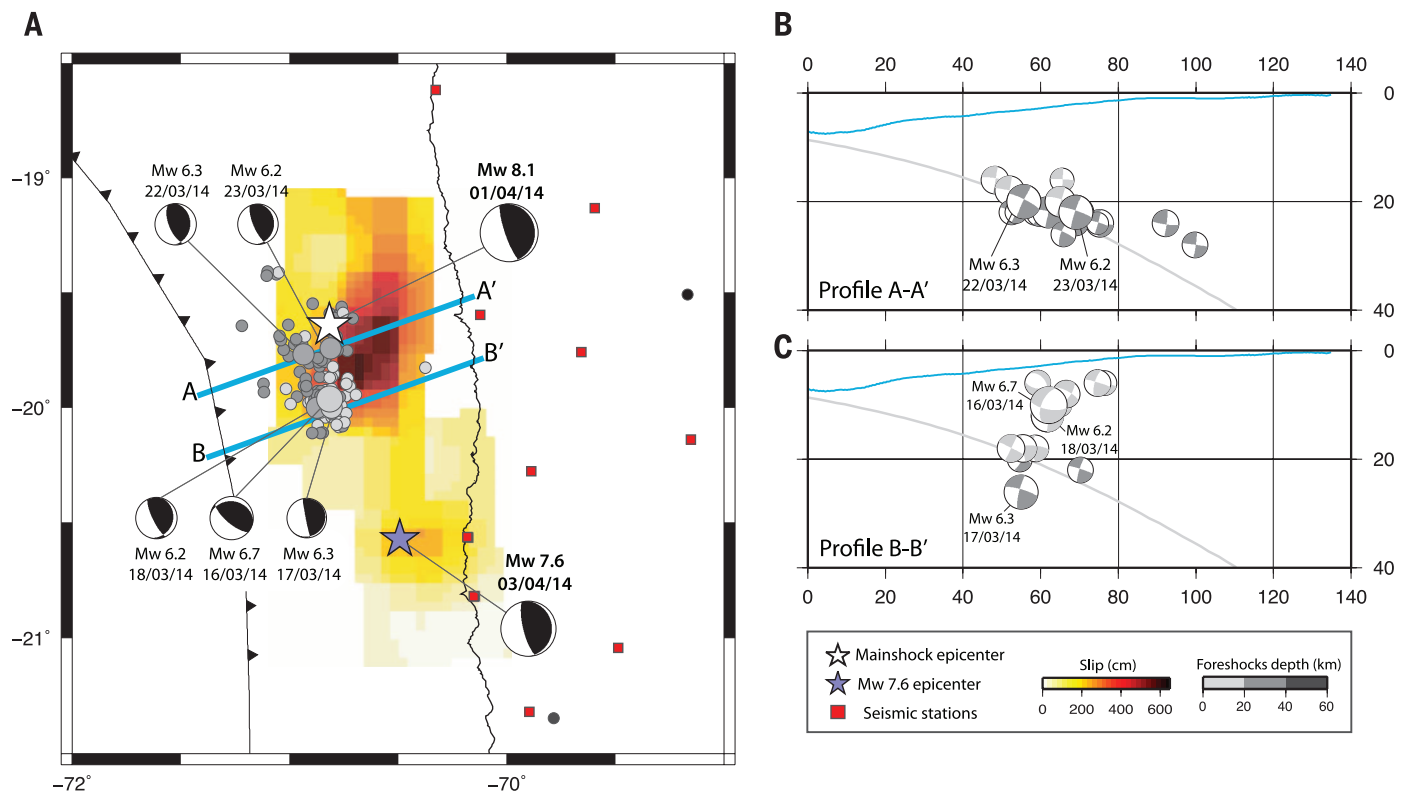 A
Mw 6.3
22/03/14
Mw 6.2
23/03/14
Mw 8.1
01/04/14
−19˚
A'
B'
A
−20˚
B
Mw 6.2
18/03/14
Mw 6.7
16/03/14
Mw 6.3
17/03/14
Mw 7.6
03/04/14
−21˚
−72˚
−70˚
B
0 20 40 60 80 100 120 140
0
20
40
Mw 6.3
22/03/14
Mw 6.2
23/03/14
Profile A-A'
C
0
20
40
Mw 6.7
16/03/14
Mw 6.2
18/03/14
Mw 6.3
17/03/14
Profile B-B'
0 20 40 60 80 100 120 140
Mainshock epicenter
Mw 7.6 epicenter
Seismic stations
Slip (cm)
0 200 400 600
Foreshocks depth (km)
0 20 40 60